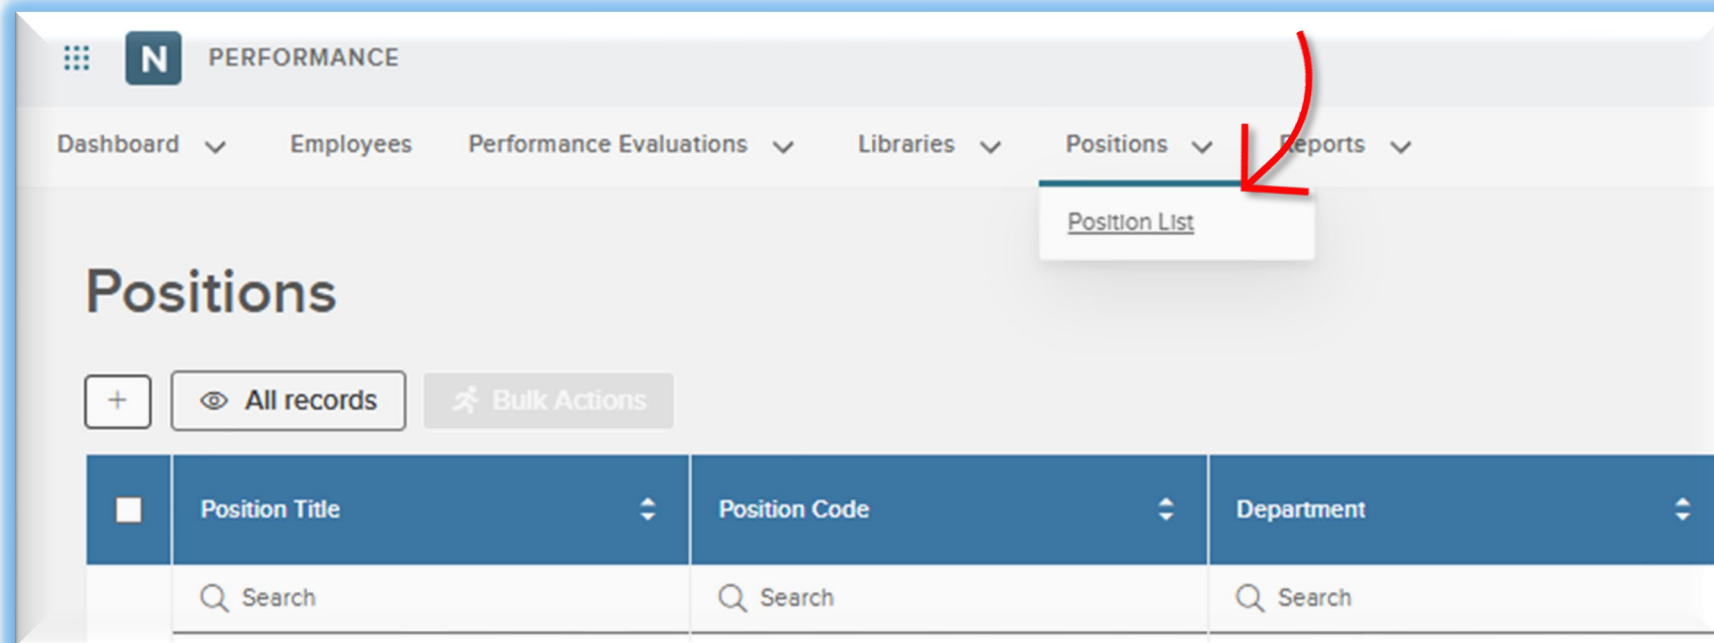 N PERFORMANCE
Dashboard Employees Performance Evaluations Libraries Positions Reports
Position List
Positions
+ All records Bulk Actions
Position Title Position Code Department
Search Search Search